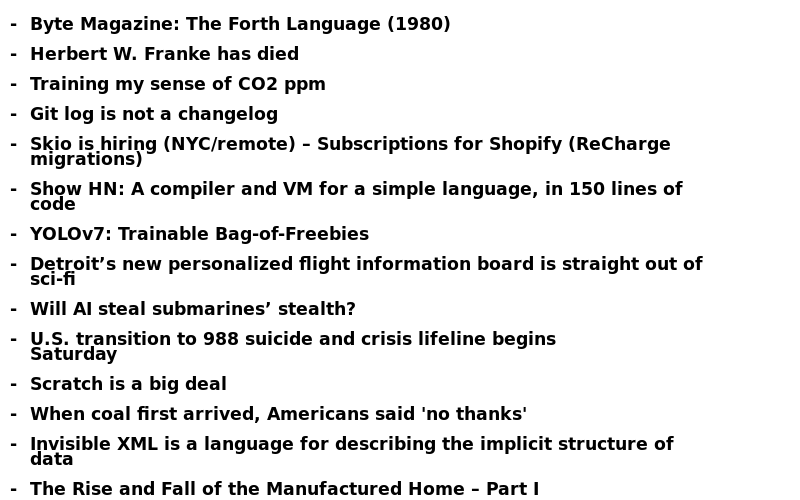 - Byte Magazine: The Forth Language (1980)
- Herbert W. Franke has died
- Training my sense of CO2 ppm
- Git log is not a changelog
- Skio is hiring (NYC/remote) – Subscriptions for Shopify (ReCharge
migrations)
- Show HN: A compiler and VM for a simple language, in 150 lines of
code
- YOLOv7: Trainable Bag-of-Freebies
- Detroit’s new personalized flight information board is straight out of
sci-fi
- Will AI steal submarines’ stealth?
- U.S. transition to 988 suicide and crisis lifeline begins
Saturday
- Scratch is a big deal
- When coal first arrived, Americans said 'no thanks'
- Invisible XML is a language for describing the implicit structure of
data
- The Rise and Fall of the Manufactured Home – Part I